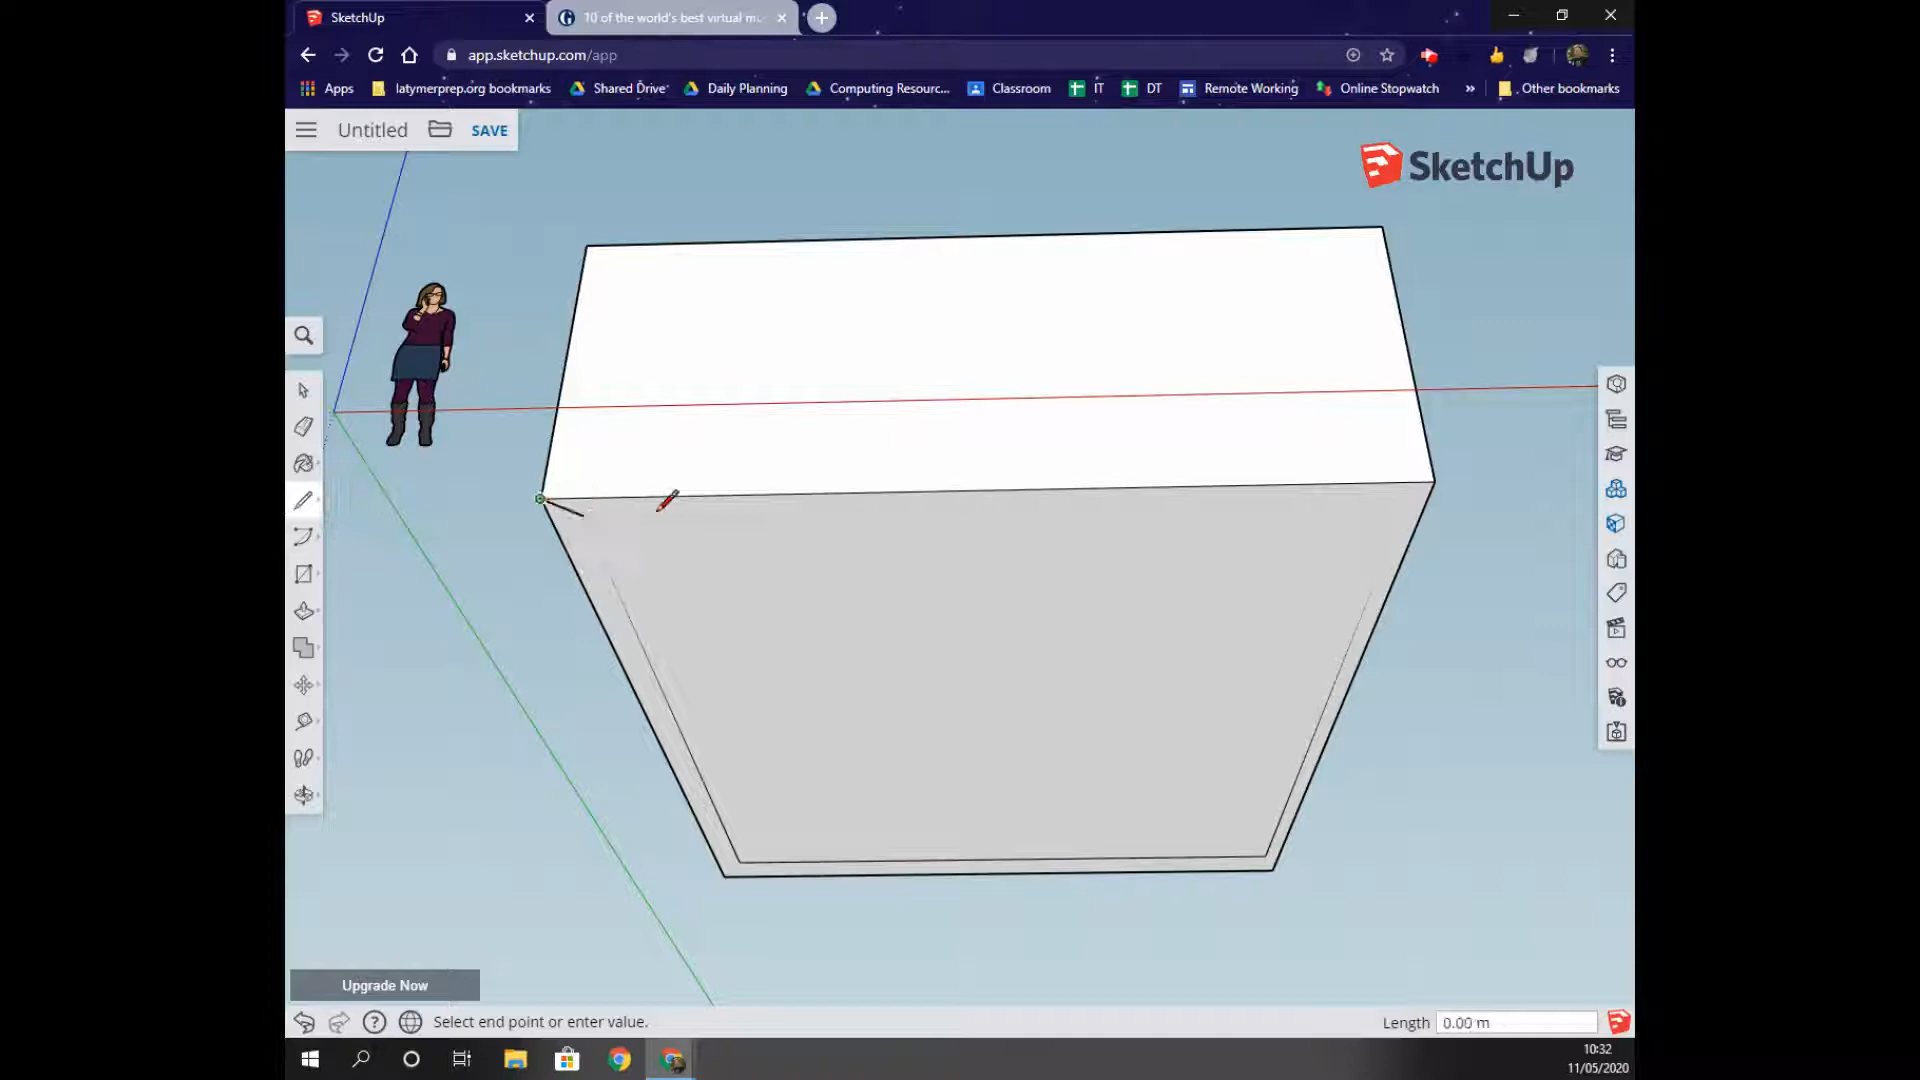 SketchUp
10 of the world's best virtual mu
app.sketchup.com/app
Apps
latymerprep.org bookmarks
Shared Drive
Daily Planning
Computing Resourc...
Classroom
IT
DT
Remote Working
Online Stopwatch
»
Other bookmarks
Untitled
SAVE
SketchUp
Upgrade Now
Select end point or enter value.
Length
0.00 m
10:32
11/05/2020